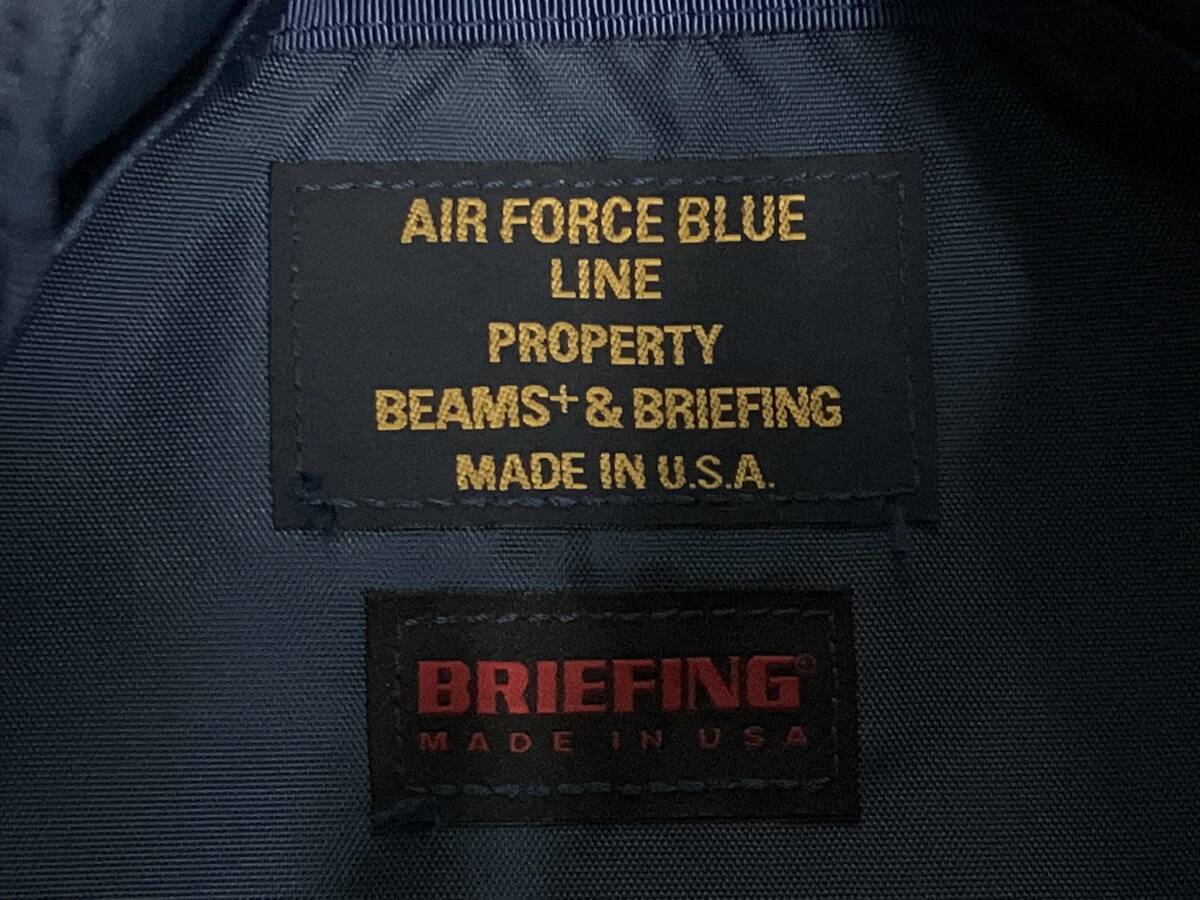 AIR FORCE BLUE
LINE
PROPERTY
BEAMS+ & BRIEFING
MADE IN U.S.A.
BRIEFING®
MADE IN USA